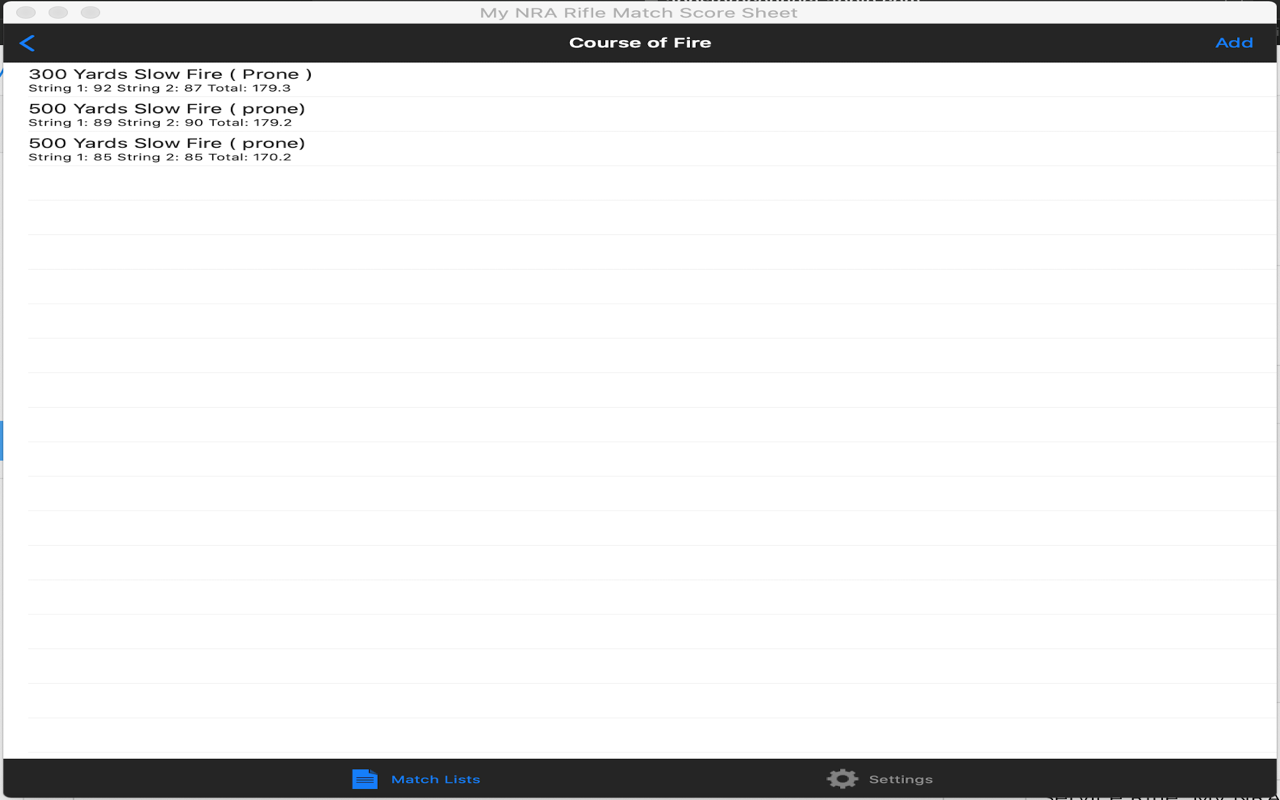 My NRA Rifle Match Score Sheet
Course of Fire
Add
300 Yards Slow Fire ( Prone )
String 1: 92 String 2: 87 Total: 179.3
500 Yards Slow Fire ( prone)
String 1: 89 String 2: 90 Total: 179.2
500 Yards Slow Fire ( prone)
String 1: 85 String 2: 85 Total: 170.2
Match Lists
Settings